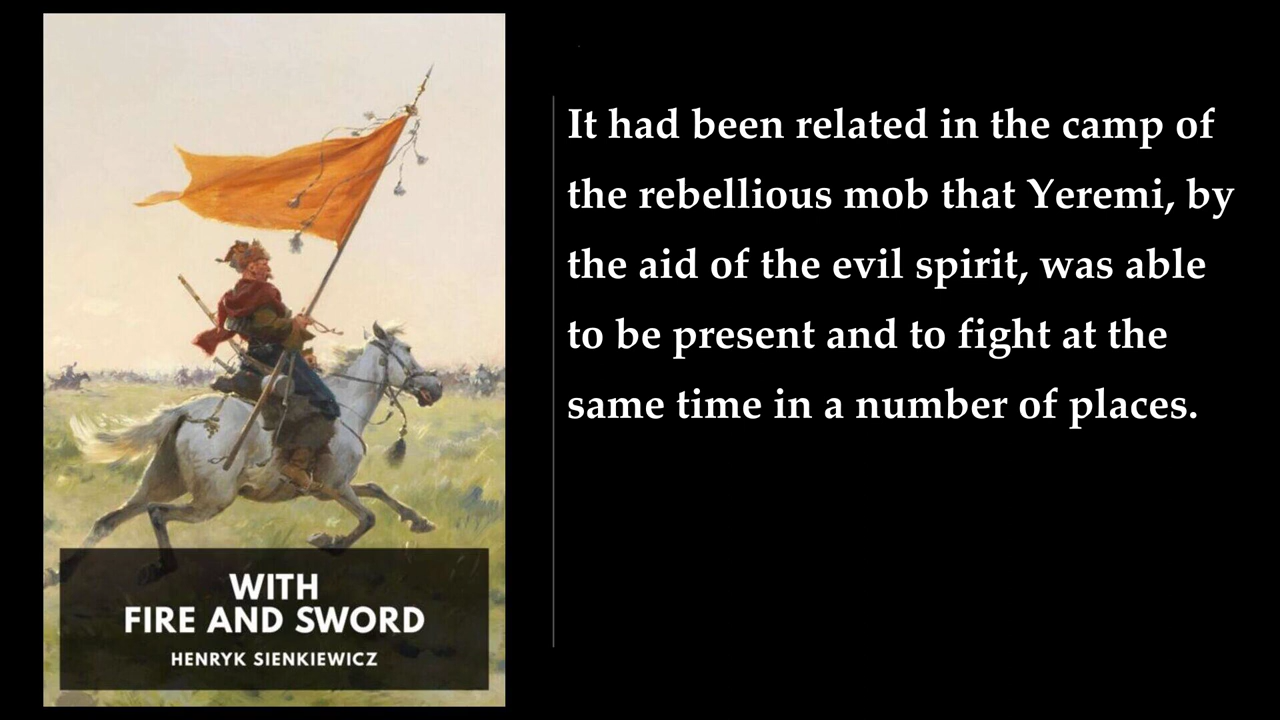 It had been related in the camp of
the rebellious mob that Yeremi, by
the aid of the evil spirit, was able
to be present and to fight at the
same time in a number of places.
WITH
FIRE AND SWORD
HENRYK SIENKIEWICZ